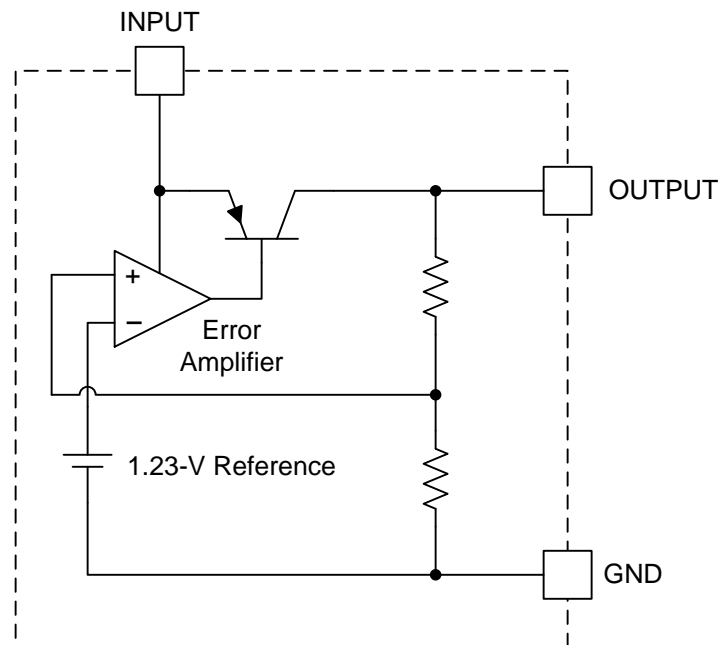 INPUT
OUTPUT
+
−
Error
Amplifier
1.23-V Reference
GND